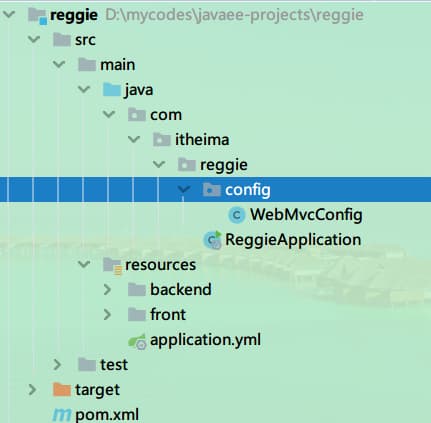 reggie D:\mycodes\javaee-projects\reggie
src
main
java
com
itheima
reggie
config
WebMvcConfig
ReggieApplication
resources
backend
front
application.yml
test
target
pom.xml